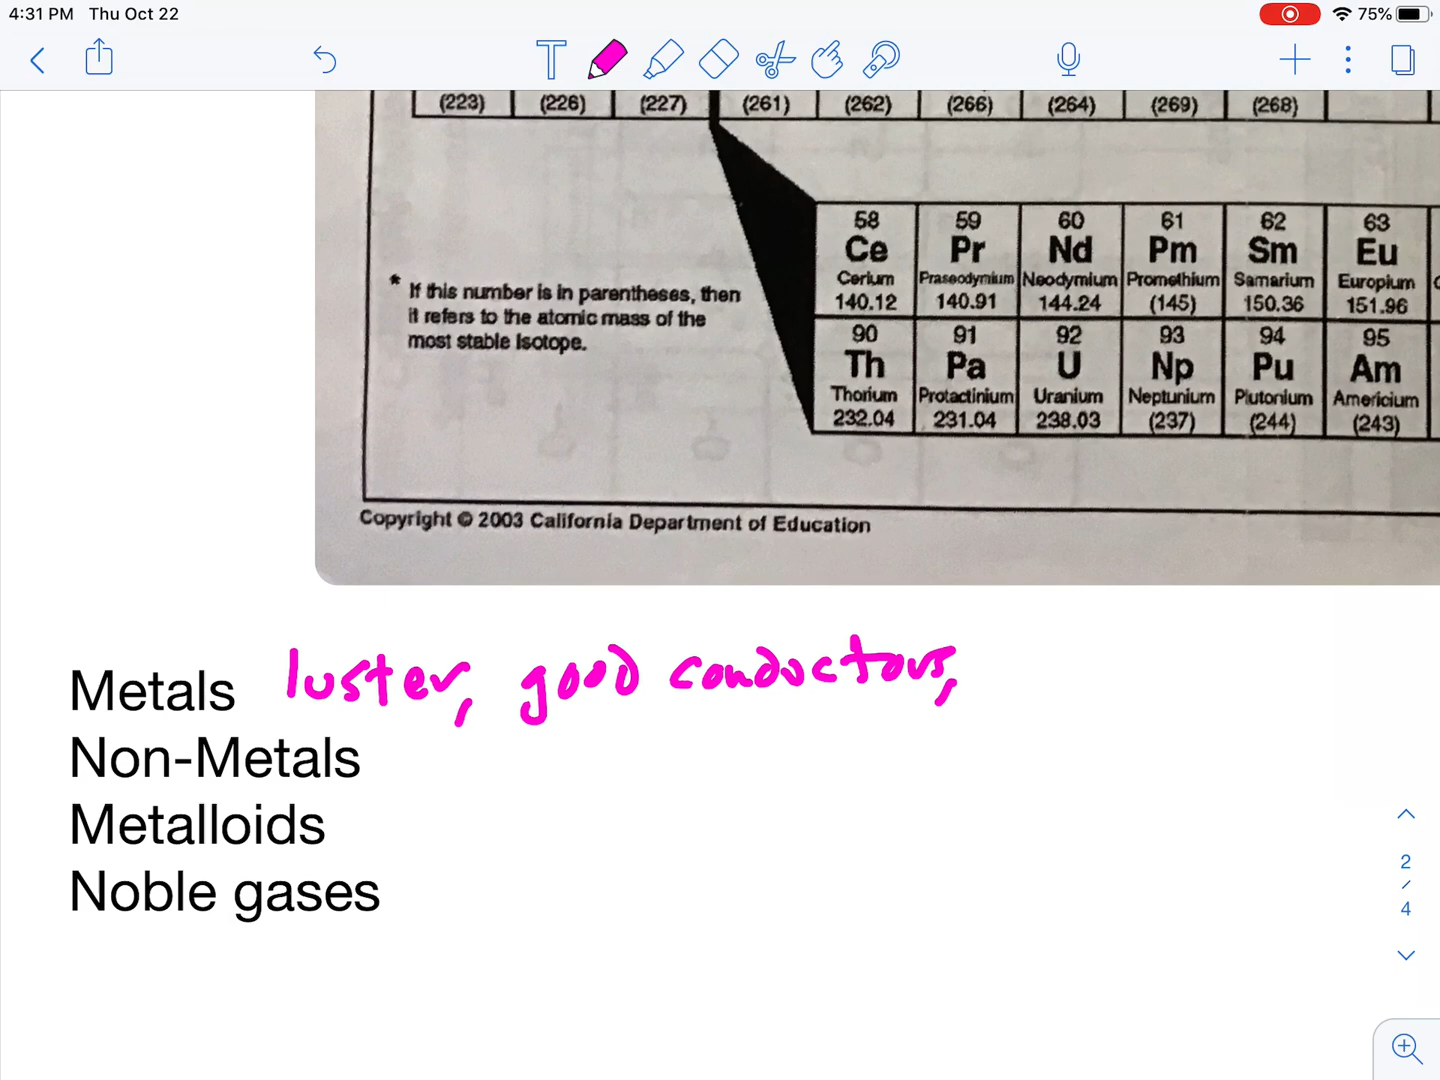 4:31 PM Thu Oct 22 75%
T
(223) (226) (227) (261) (262) (266) (264) (269) (268)
58 59 60 61 62 63
Ce Pr Nd Pm Sm Eu
Cerium Praseodymium Neodymium Promethium Samarium Europium
140.12 140.91 144.24 (145) 150.36 151.96
* If this number is in parentheses, then
it refers to the atomic mass of the
most stable isotope.
90 91 92 93 94 95
Th Pa U Np Pu Am
Thorium Protactinium Uranium Neptunium Plutonium Americium
232.04 231.04 238.03 (237) (244) (243)
Copyright © 2003 California Department of Education
Metals luster, good conductors,
Non-Metals
Metalloids
Noble gases
2
/
4